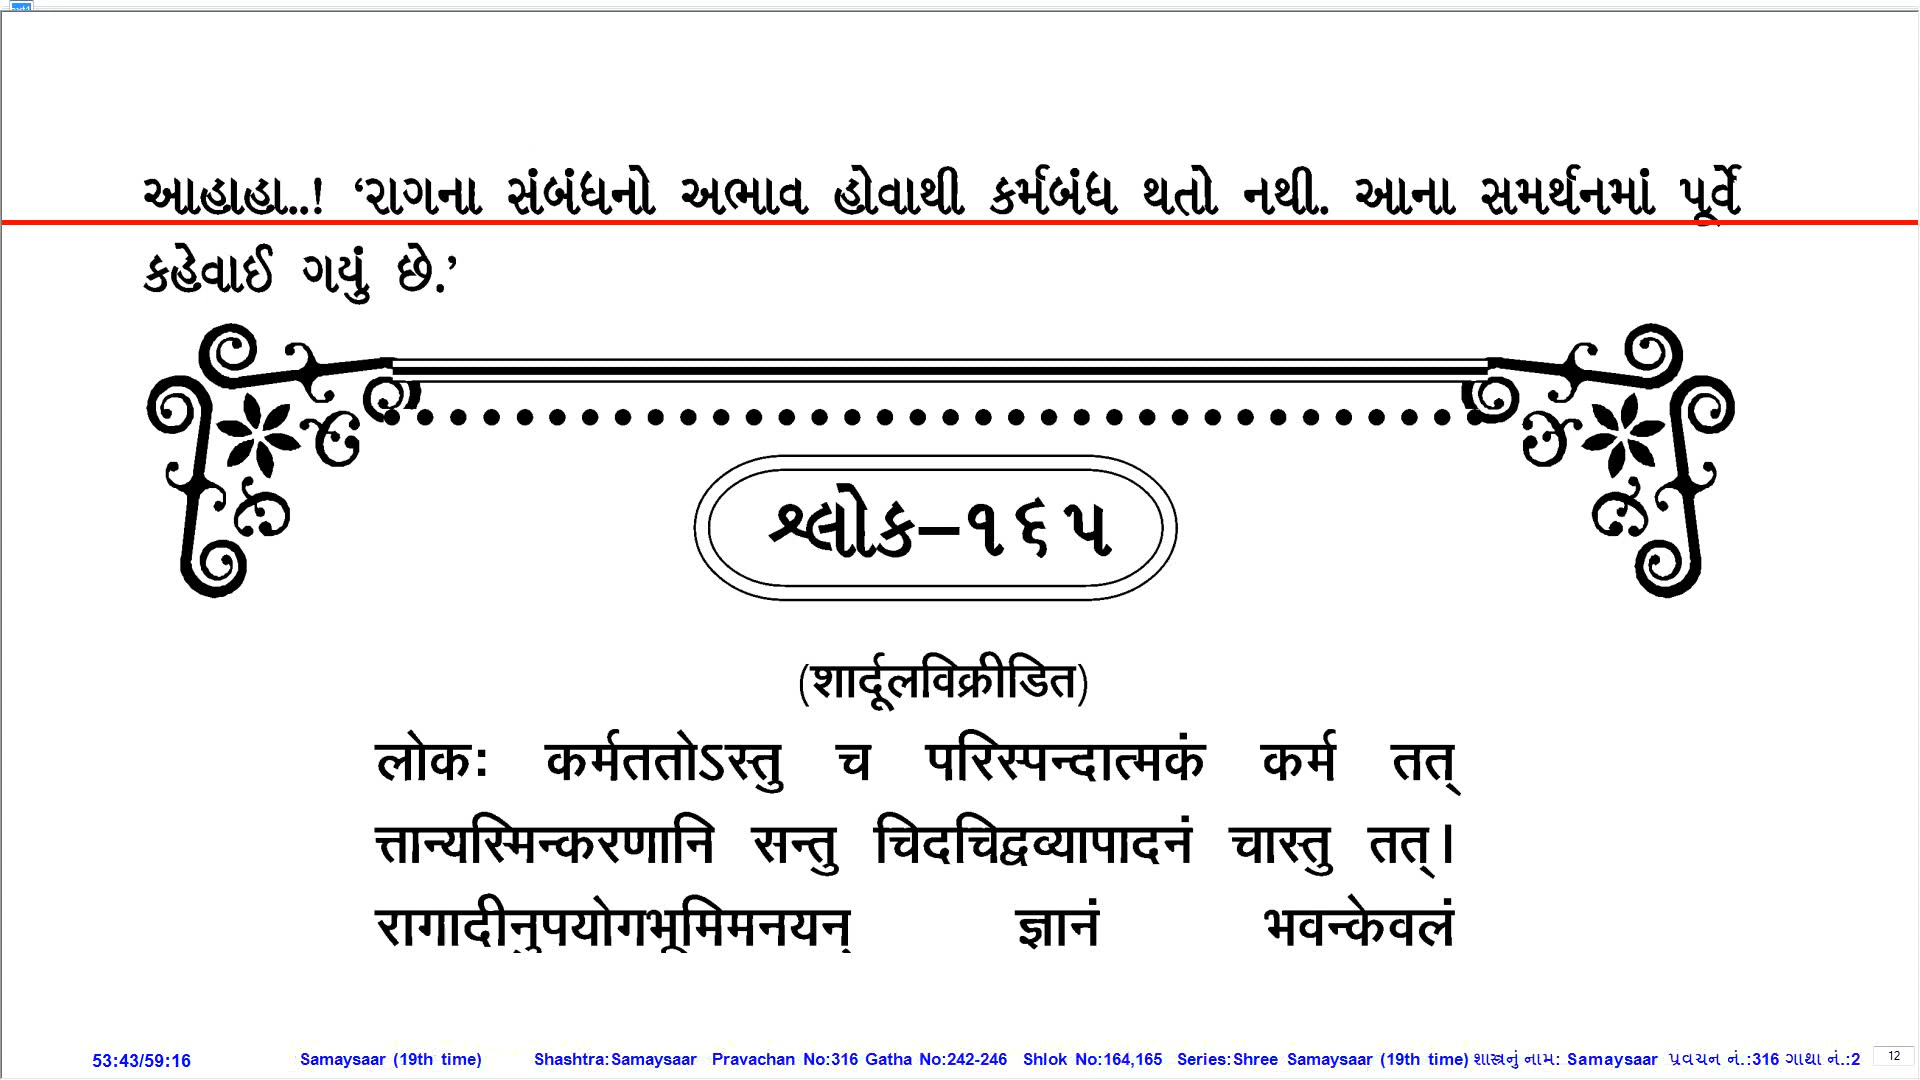 આહાહા..! ‘રાગના સંબંધનો અભાવ હોવાથી કર્મબંધ થતો નથી. આના સમર્થનમાં પૂર્વે
કહેવાઈ ગયું છે.’
શ્લોક–૧૬૫
(शार्दूलविक्रीडित)
लोकः कर्मततोऽस्तु च परिस्पन्दात्मकं कर्म तत्
त्तान्यस्मिन्करणानि सन्तु चिदचिद्व्यापादनं चास्तु तत्।
रागादीनुपयोगभूमिमनयन् ज्ञानं भवन्केवलं
53:43/59:16 Samaysaar (19th time) Shashtra:Samaysaar Pravachan No:316 Gatha No:242-246 Shlok No:164,165 Series:Shree Samaysaar (19th time) શાસ્ત્રનું નામ: Samaysaar પ્રવચન નં.:316 ગાથા નં.:2 12